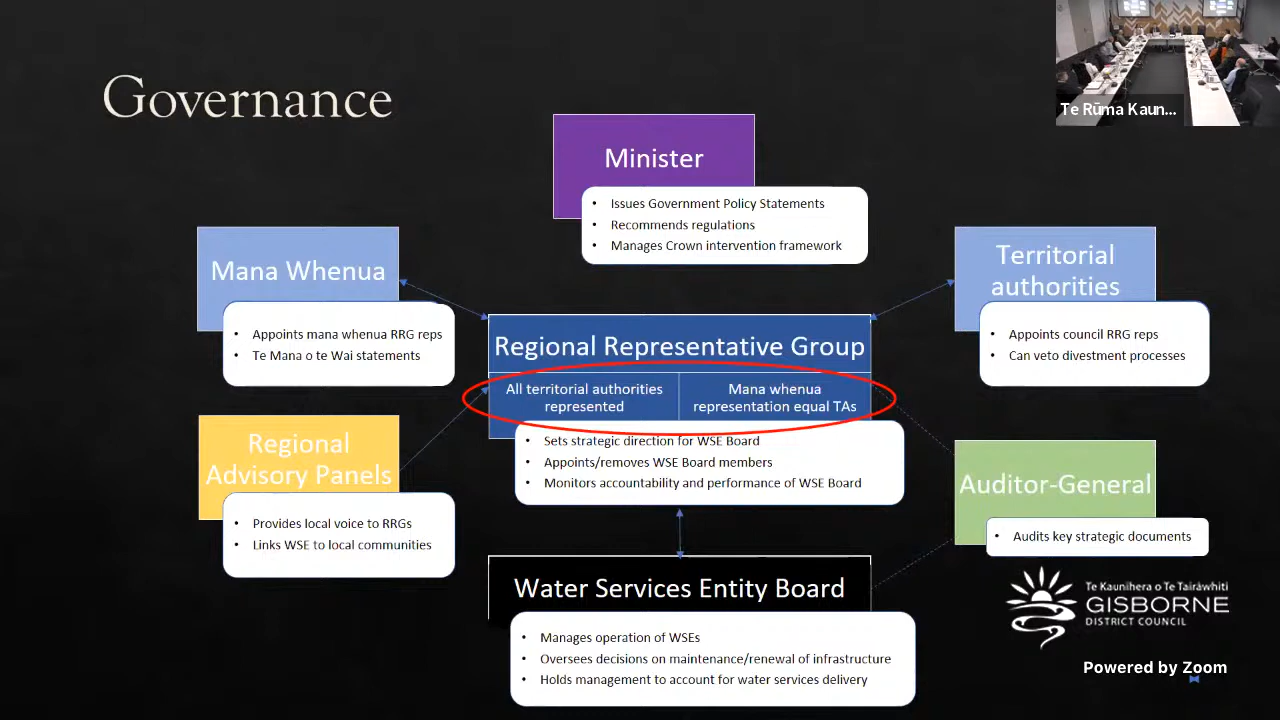 Governance
Te Rūma Kaun...
Minister
• Issues Government Policy Statements
• Recommends regulations
• Manages Crown intervention framework
Mana Whenua
• Appoints mana whenua RRG reps
• Te Mana o te Wai statements
Territorial
authorities
• Appoints council RRG reps
• Can veto divestment processes
Regional Representative Group
All territorial authorities
represented
Mana whenua
representation equal TAs
• Sets strategic direction for WSE Board
• Appoints/removes WSE Board members
• Monitors accountability and performance of WSE Board
Regional
Advisory Panels
• Provides local voice to RRGs
• Links WSE to local communities
Auditor-General
• Audits key strategic documents
Water Services Entity Board
• Manages operation of WSEs
• Oversees decisions on maintenance/renewal of infrastructure
• Holds management to account for water services delivery
Te Kaunihera o Te Tairāwhiti
GISBORNE
DISTRICT COUNCIL
Powered by Zoom